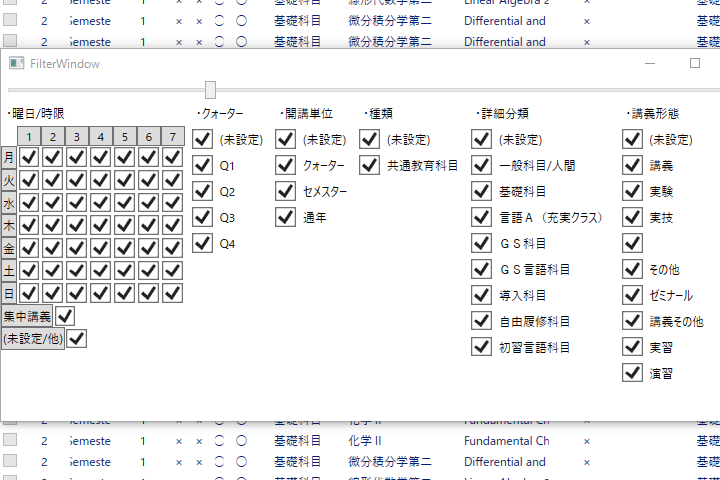 2 Semeste 1 × × 〇 〇 基礎科目 線形代数学第二 Linear Algebra 2 × 基礎
2 Semeste 1 × × 〇 〇 基礎科目 微分積分学第二 Differential and × 基礎
2 Semeste 1 × × 〇 〇 基礎科目 微分積分学第二 Differential and × 基礎
FilterWindow
・曜日/時限
1 2 3 4 5 6 7
月
火
水
木
金
土
日
集中講義
(未設定/他)
・クォーター
(未設定)
Q1
Q2
Q3
Q4
・開講単位
(未設定)
クォーター
セメスター
通年
・種類
(未設定)
共通教育科目
・詳細分類
(未設定)
一般科目/人間
基礎科目
言語Ａ（充実クラス）
ＧＳ科目
ＧＳ言語科目
導入科目
自由履修科目
初習言語科目
・講義形態
(未設定)
講義
実験
実技
その他
ゼミナール
講義その他
実習
演習
2 Semeste 1 × × 〇 〇 基礎科目 化学Ⅱ Fundamental Ch × 基礎
2 Semeste 1 × × 〇 〇 基礎科目 化学Ⅱ Fundamental Ch × 基礎
2 Semeste 1 × × 〇 〇 基礎科目 微分積分学第二 Differential and × 基礎